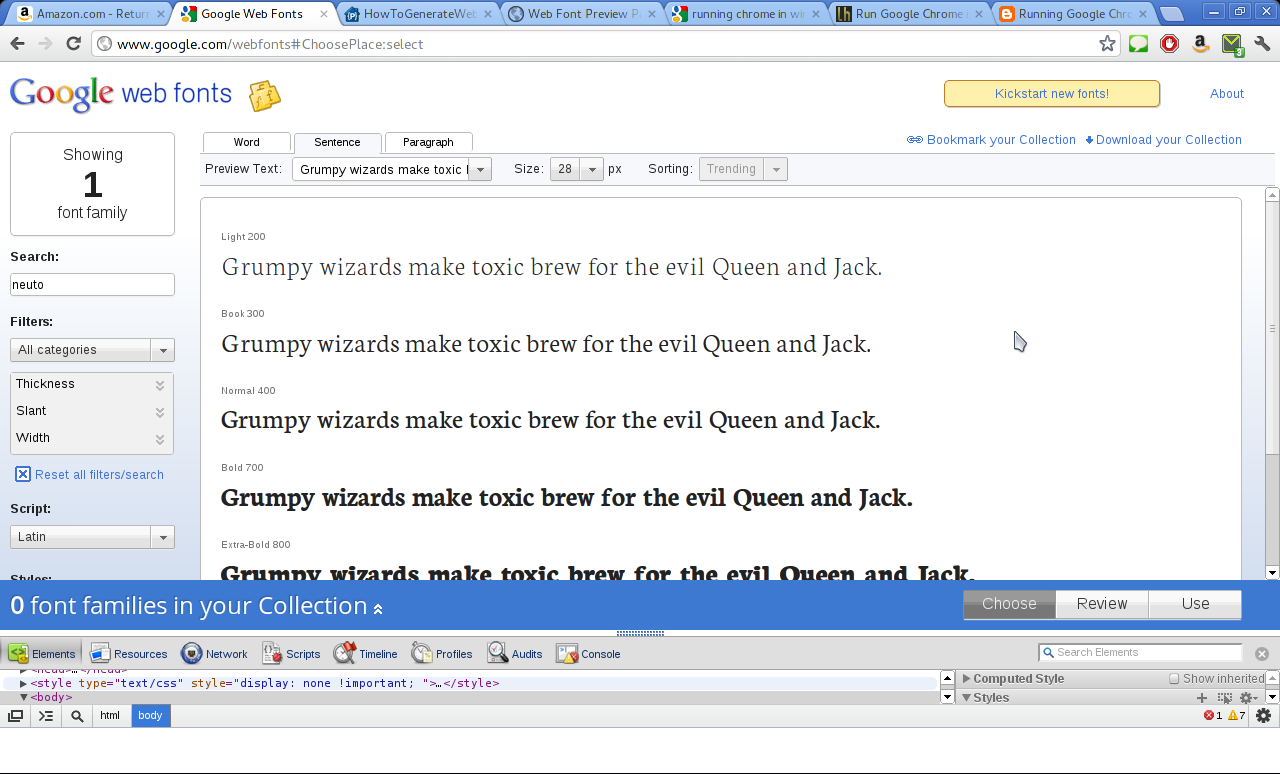 Amazon.com - Return
Google Web Fonts
HowToGenerateWeb
Web Font Preview P
running chrome in wi
Run Google Chrome i
Running Google Chro
www.google.com/webfonts#ChoosePlace:select
3
Google web fonts
Kickstart new fonts!
About
Showing
1
font family
Word
Sentence
Paragraph
Bookmark your Collection
Download your Collection
Preview Text:
Grumpy wizards make toxic
Size:
28
px
Sorting:
Trending
Search:
neuto
Filters:
All categories
Thickness
Slant
Width
Reset all filters/search
Script:
Latin
Styles:
Light 200
Grumpy wizards make toxic brew for the evil Queen and Jack.
Book 300
Grumpy wizards make toxic brew for the evil Queen and Jack.
Normal 400
Grumpy wizards make toxic brew for the evil Queen and Jack.
Bold 700
Grumpy wizards make toxic brew for the evil Queen and Jack.
Extra-Bold 800
Grumpy wizards make toxic brew for the evil Queen and Jack.
0 font families in your Collection
Choose
Review
Use
Elements
Resources
Network
Scripts
Timeline
Profiles
Audits
Console
Search Elements
<head>…</head>
<style type="text/css" style="display: none !important; ">…</style>
<body>
Computed Style
Show inherited
Styles
html
body
1
7